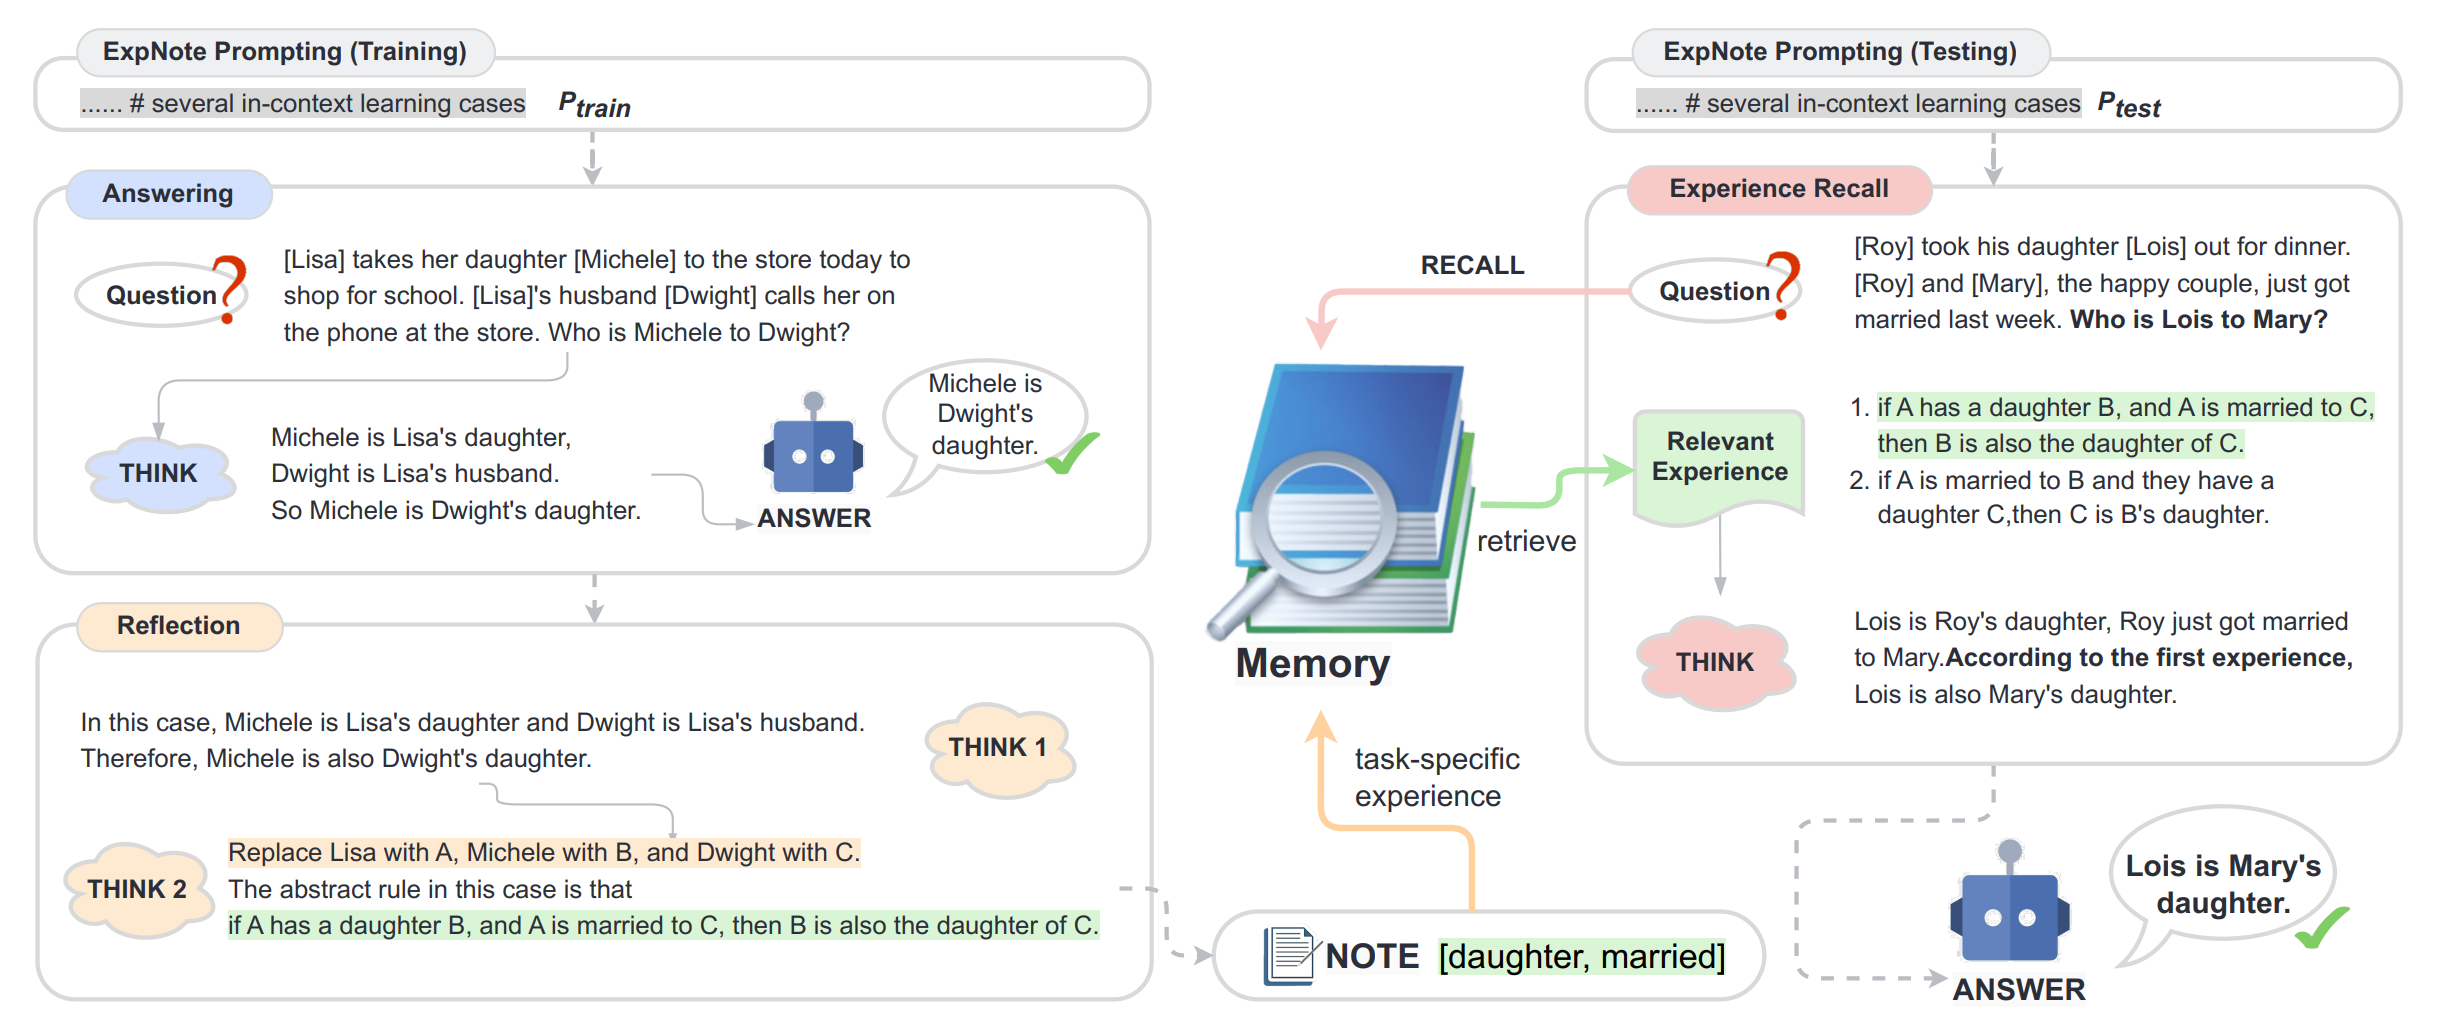 ExpNote Prompting (Training)
...... # several in-context learning cases P train
Answering
Question ?
[Lisa] takes her daughter [Michele] to the store today to
shop for school. [Lisa]'s husband [Dwight] calls her on
the phone at the store. Who is Michele to Dwight?
THINK
Michele is Lisa's daughter,
Dwight is Lisa's husband.
So Michele is Dwight's daughter.
ANSWER
Michele is
Dwight's
daughter.
Reflection
In this case, Michele is Lisa's daughter and Dwight is Lisa's husband.
Therefore, Michele is also Dwight's daughter.
THINK 1
THINK 2
Replace Lisa with A, Michele with B, and Dwight with C.
The abstract rule in this case is that
if A has a daughter B, and A is married to C, then B is also the daughter of C.
NOTE [daughter, married]
task-specific
experience
Memory
RECALL
retrieve
ExpNote Prompting (Testing)
...... # several in-context learning cases P test
Experience Recall
Question ?
[Roy] took his daughter [Lois] out for dinner.
[Roy] and [Mary], the happy couple, just got
married last week. Who is Lois to Mary?
Relevant
Experience
1. if A has a daughter B, and A is married to C,
then B is also the daughter of C.
2. if A is married to B and they have a
daughter C,then C is B's daughter.
THINK
Lois is Roy's daughter, Roy just got married
to Mary.According to the first experience,
Lois is also Mary's daughter.
ANSWER
Lois is Mary's
daughter.